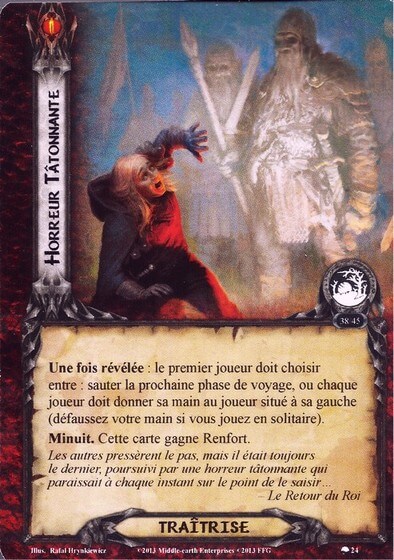 HORREUR TÂTONNANTE
38/45
Une fois révélée : le premier joueur doit choisir
entre : sauter la prochaine phase de voyage, ou chaque
joueur doit donner sa main au joueur situé à sa gauche
(défaussez votre main si vous jouez en solitaire).
Minuit. Cette carte gagne Renfort.
Les autres pressèrent le pas, mais il était toujours
le dernier, poursuivi par une horreur tâtonnante qui
paraissait à chaque instant sur le point de le saisir…
– Le Retour du Roi
TRAÎTRISE
Illus. Rafał Hrynkiewicz ©2013 Middle-earth Enterprises • 2013 FFG 24